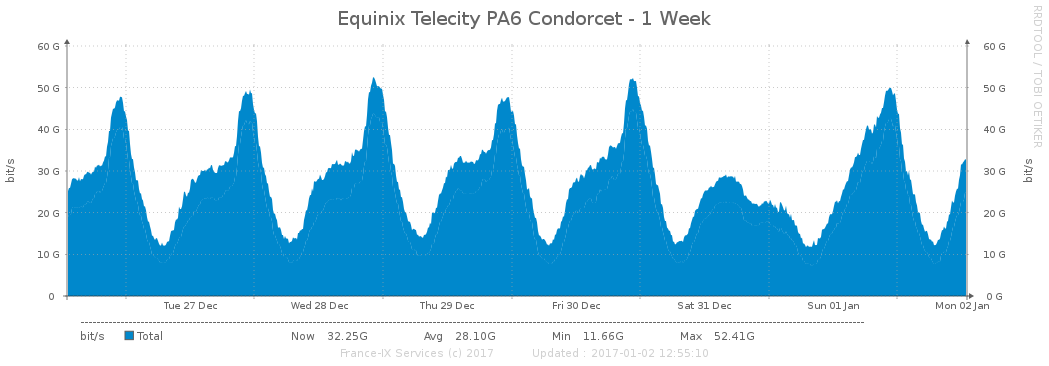 Equinix Telecity PA6 Condorcet - 1 Week
RRDTOOL / TOBI OETIKER
bit/s
60 G
50 G
40 G
30 G
20 G
10 G
0
60 G
50 G
40 G
30 G
20 G
10 G
0 G
bit/s
Tue 27 Dec Wed 28 Dec Thu 29 Dec Fri 30 Dec Sat 31 Dec Sun 01 Jan Mon 02 Jan
bit/s Total Now 32.25G Avg 28.10G Min 11.66G Max 52.41G
France-IX Services (c) 2017 Updated : 2017-01-02 12:55:10